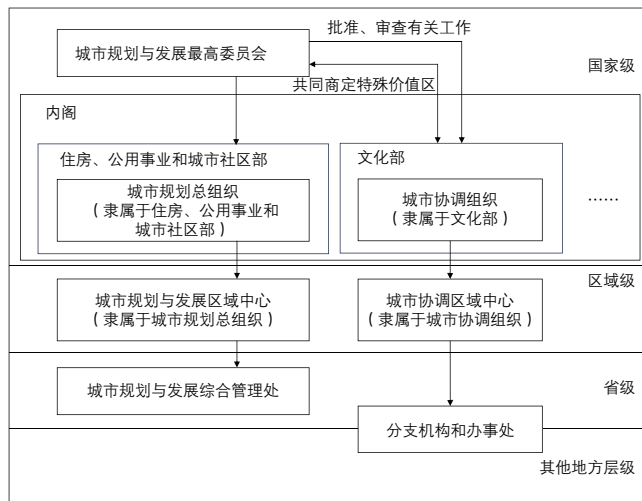 批准、审查有关工作
城市规划与发展最高委员会
国家级
共同商定特殊价值区
内阁
住房、公用事业和城市社区部
文化部
城市规划总组织
（隶属于住房、公用事业和
城市社区部）
城市协调组织
（隶属于文化部）
……
区域级
城市规划与发展区域中心
（隶属于城市规划总组织）
城市协调区域中心
（隶属于城市协调组织）
城市规划与发展综合管理处
省级
分支机构和办事处
其他地方层级